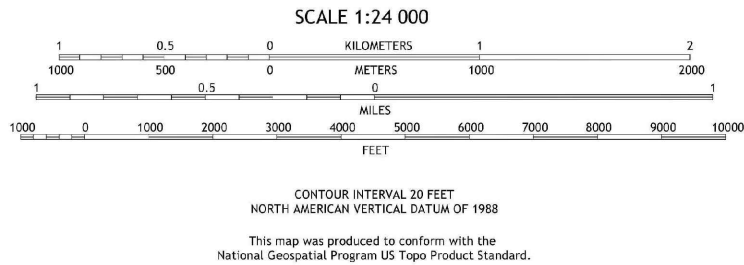 SCALE 1:24 000
1 0.5 0 KILOMETERS 1 2
1000 500 0 METERS 1000 2000
1 0.5 0 1
MILES
1000 0 1000 2000 3000 4000 5000 6000 7000 8000 9000 10000
FEET
CONTOUR INTERVAL 20 FEET
NORTH AMERICAN VERTICAL DATUM OF 1988
This map was produced to conform with the
National Geospatial Program US Topo Product Standard.